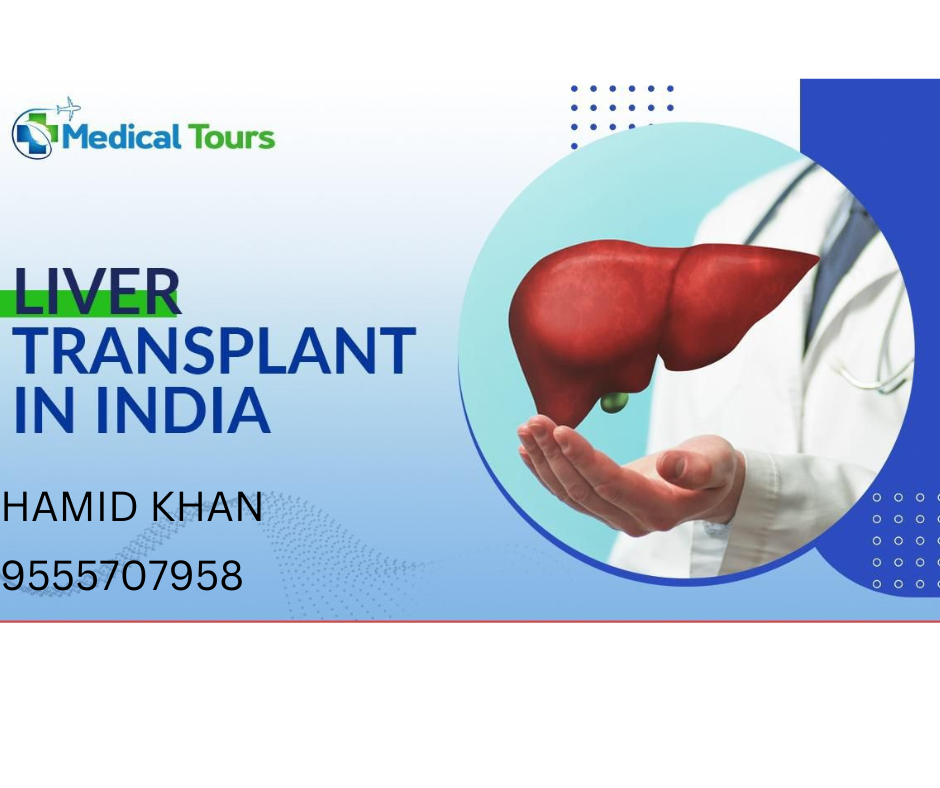 Medical Tours
LIVER
TRANSPLANT
IN INDIA
HAMID KHAN
9555707958